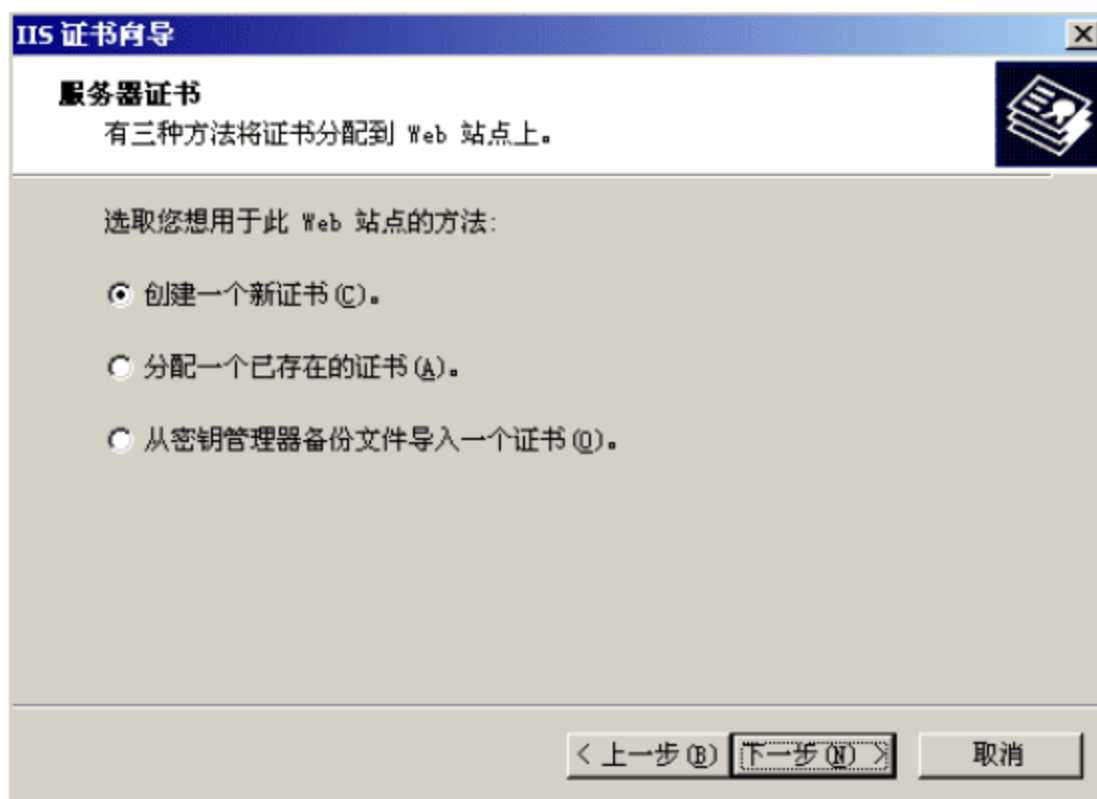 IIS 证书向导
服务器证书
有三种方法将证书分配到 Web 站点上。
选取您想用于此 Web 站点的方法:
创建一个新证书(C)。
分配一个已存在的证书(A)。
从密钥管理器备份文件导入一个证书(O)。
< 上一步(B) 下一步(N) > 取消